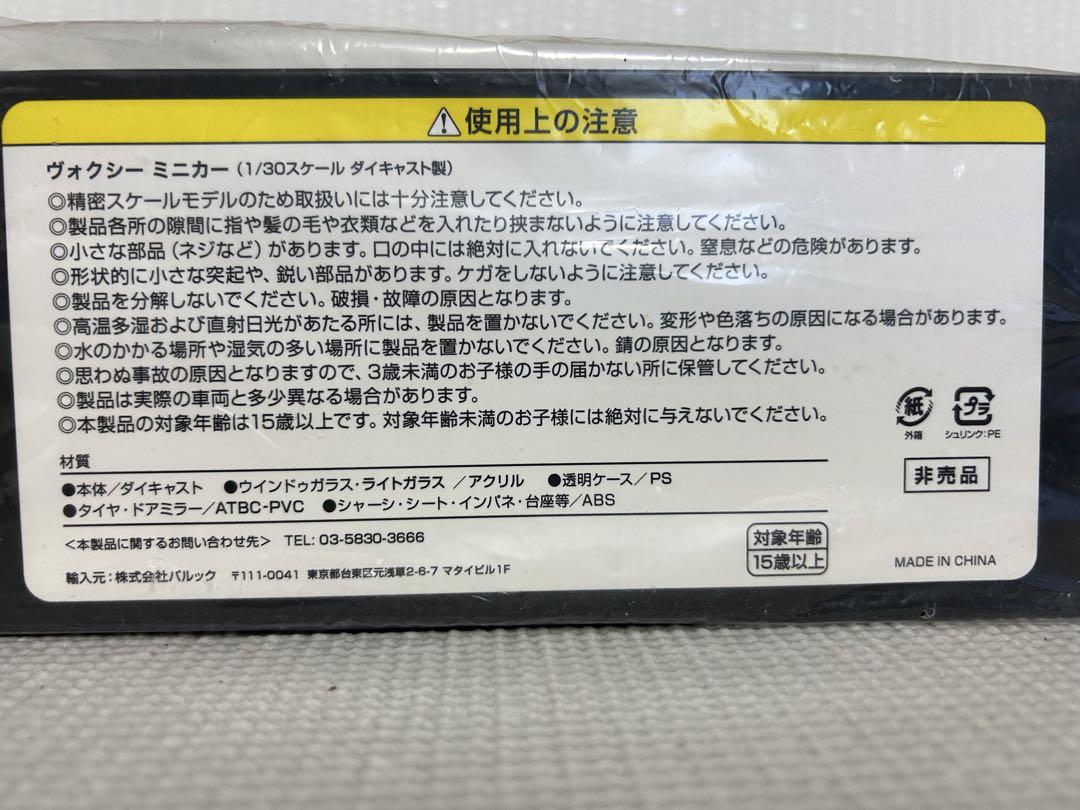 使用上の注意
ヴォクシー ミニカー (1/30スケール ダイキャスト製)
◎精密スケールモデルのため取扱いには十分注意してください。
◎製品各所の隙間に指や髪の毛や衣類などを入れたり挟まないように注意してください。
◎小さな部品(ネジなど)があります。口の中には絶対に入れないでください。窒息などの危険があります。
◎形状的に小さな突起や、鋭い部品があります。ケガをしないように注意してください。
◎製品を分解しないでください。破損・故障の原因となります。
◎高温多湿および直射日光があたる所には、製品を置かないでください。変形や色落ちの原因になる場合があります。
◎水のかかる場所や湿気の多い場所に製品を置かないでください。錆の原因となります。
◎思わぬ事故の原因となりますので、3歳未満のお子様の手の届かない所に保管してください。
◎製品は実際の車両と多少異なる場合があります。
◎本製品の対象年齢は15歳以上です。対象年齢未満のお子様には絶対に与えないでください。
紙 プラ
外箱 シュリンク:PE
非売品
材質
●本体/ダイキャスト ●ウインドゥガラス・ライトガラス /アクリル ●透明ケース/PS
●タイヤ・ドアミラー/ATBC-PVC ●シャーシ・シート・インパネ・台座等/ABS
<本製品に関するお問い合わせ先> TEL: 03-5830-3666
輸入元:株式会社バルック 〒111-0041 東京都台東区元浅草2-6-7 マタイビル1F
対象年齢
15歳以上
MADE IN CHINA